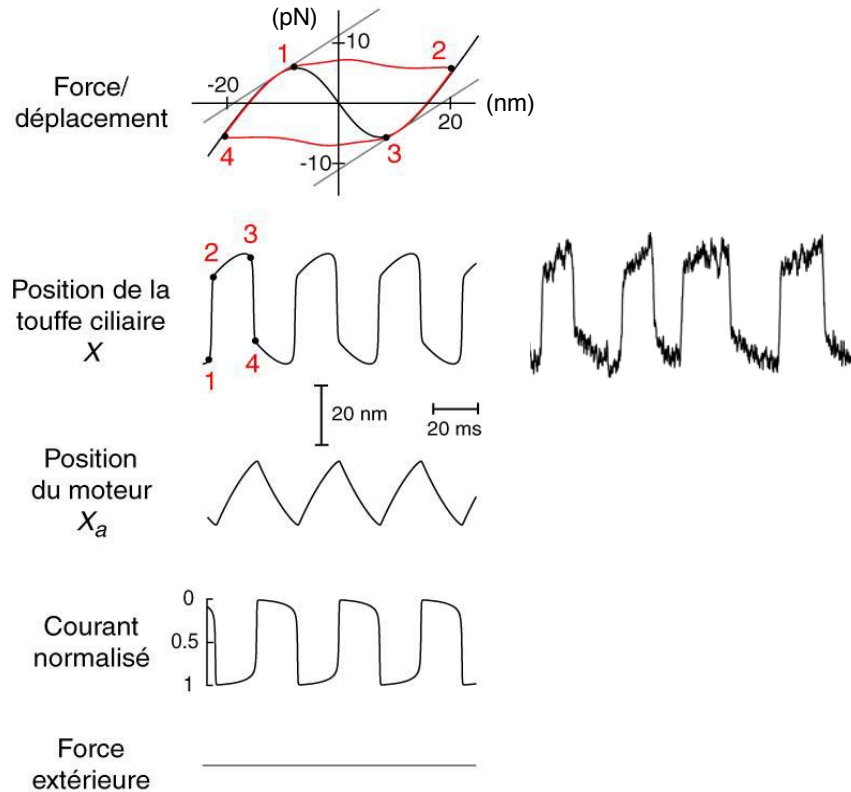 (pN)
1
10
2
-20
Force/
déplacement
(nm)
20
4
-10
3
2
3
Position de la
touffe ciliaire
X
1
4
20 nm
20 ms
Position
du moteur
Xa
0
Courant
normalisé
0.5
1
Force
extérieure